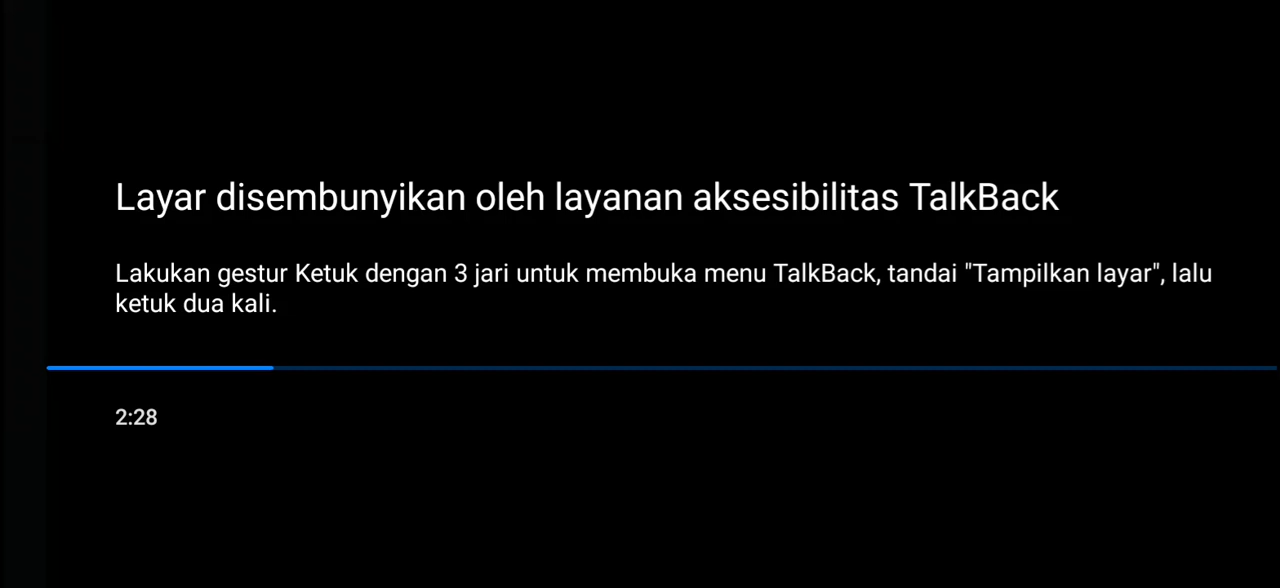 Layar disembunyikan oleh layanan aksesibilitas TalkBack
Lakukan gestur Ketuk dengan 3 jari untuk membuka menu TalkBack, tandai "Tampilkan layar", lalu
ketuk dua kali.
2:28